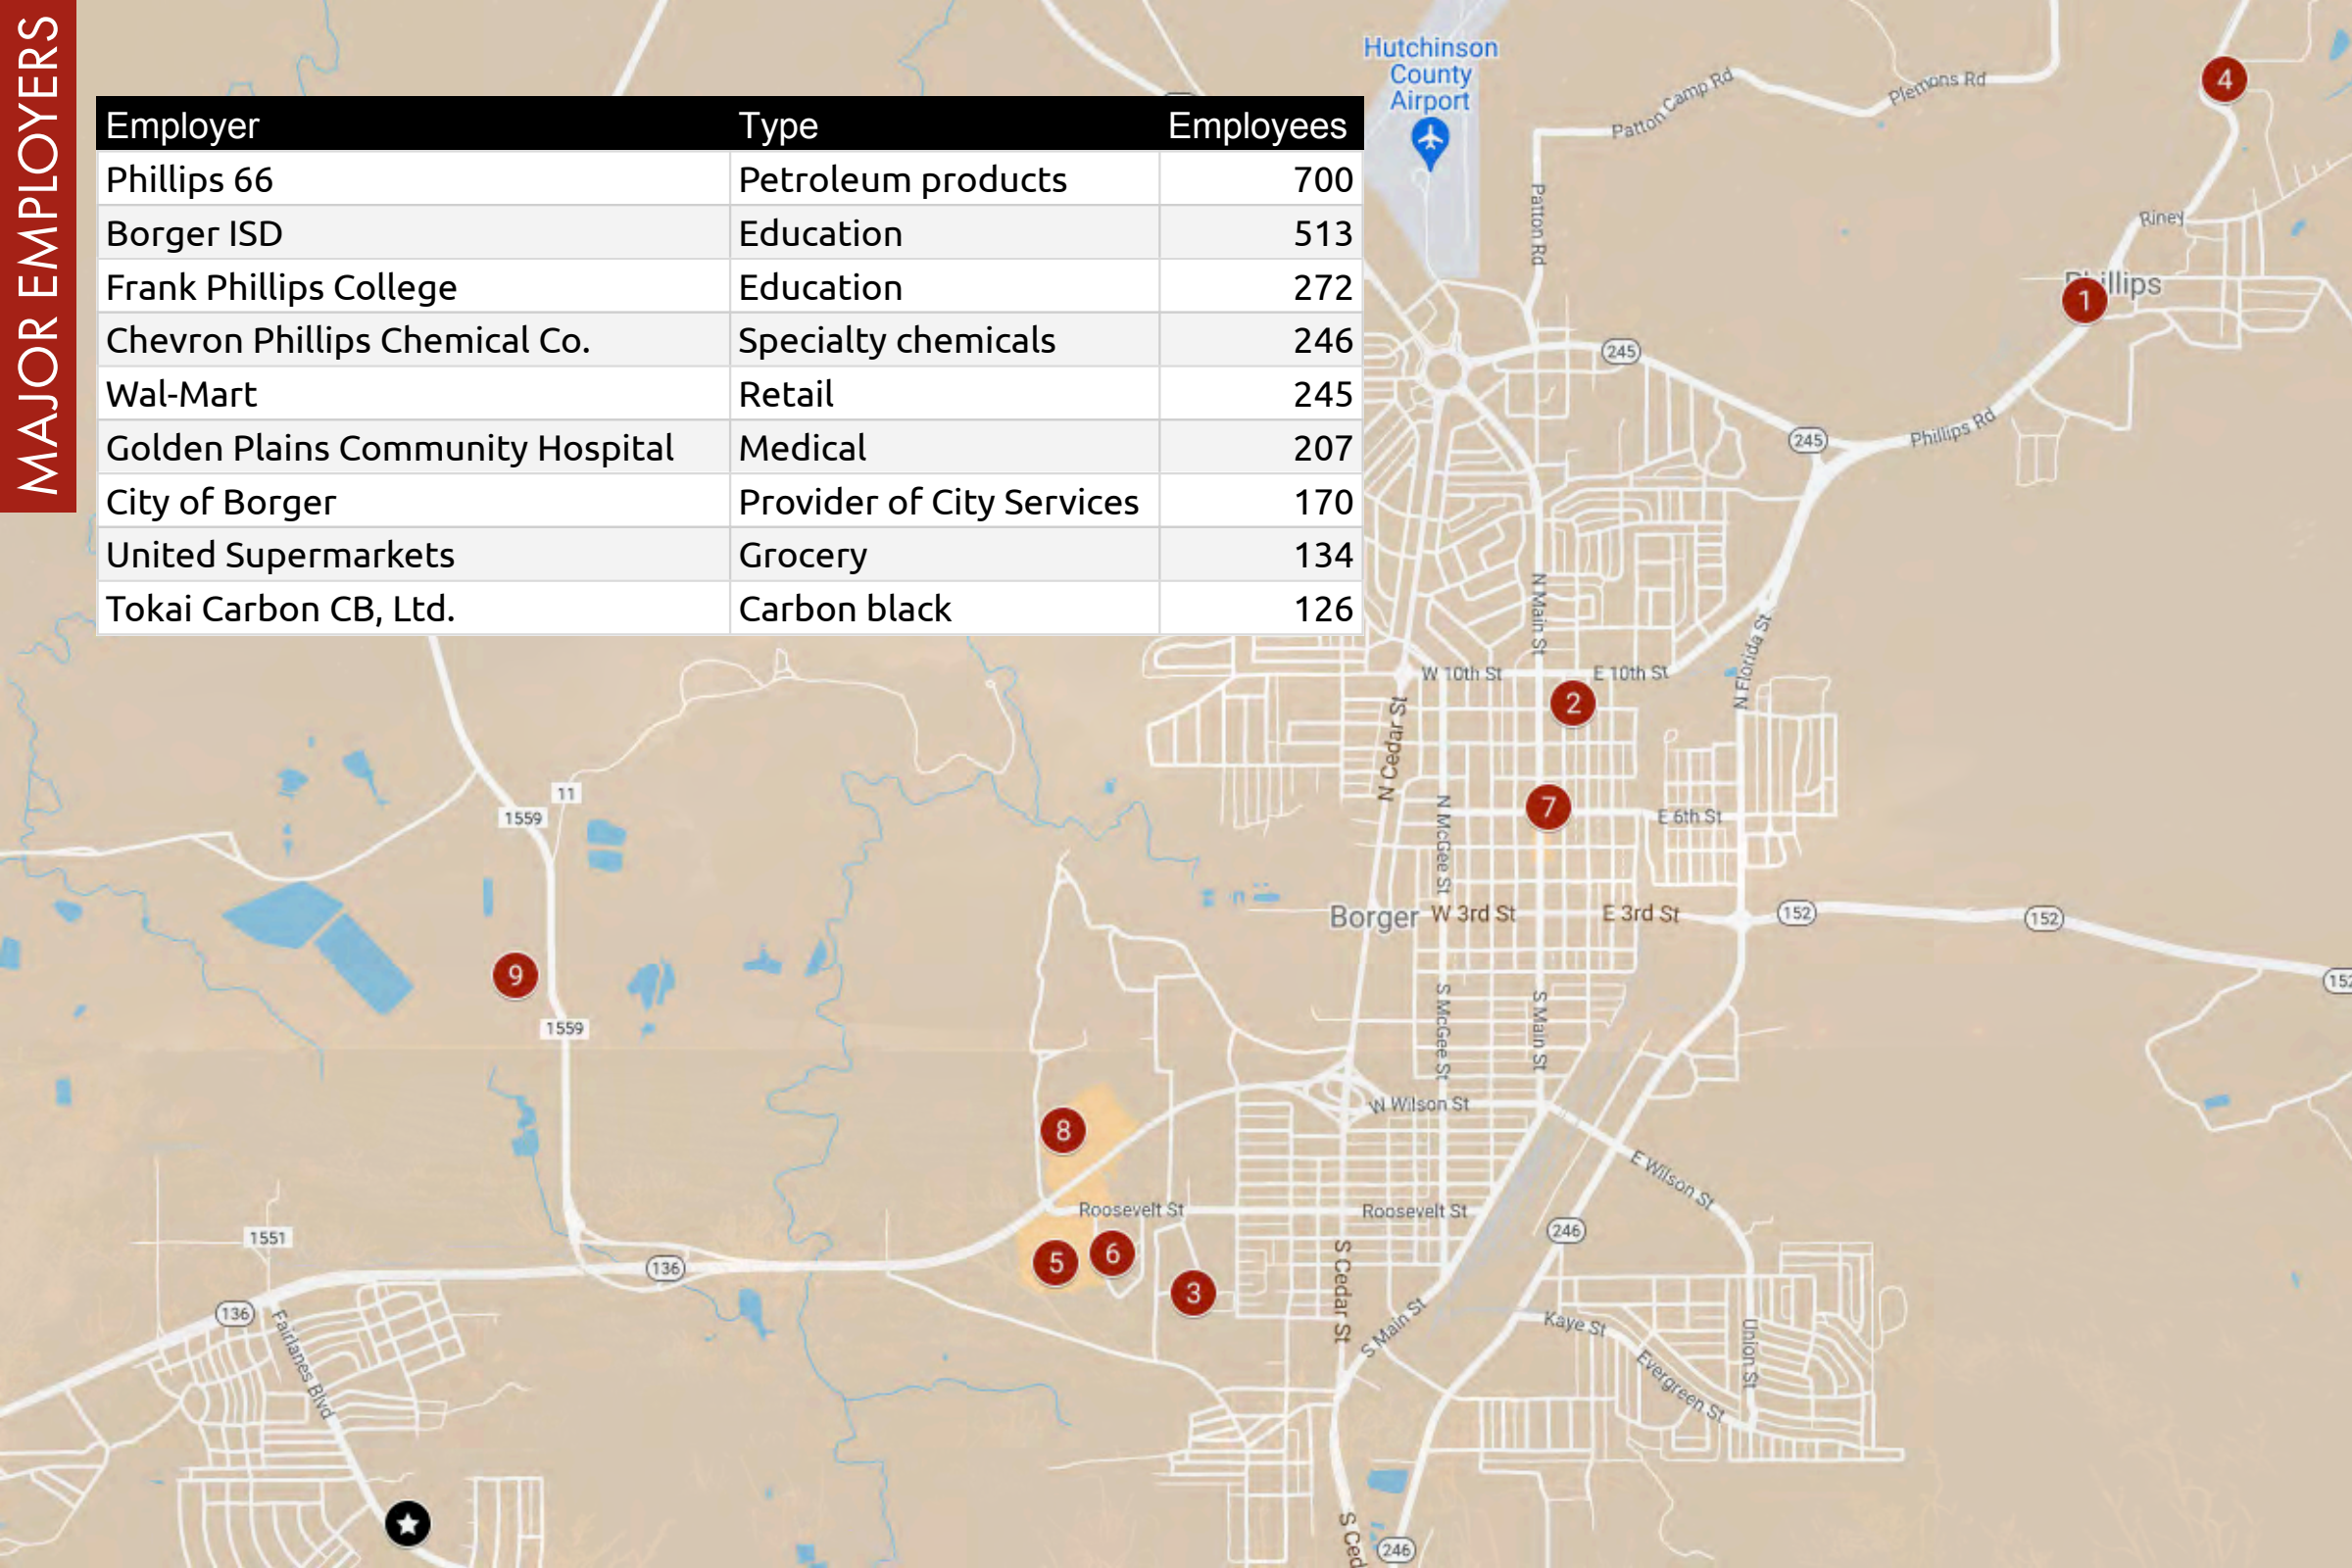 MAJOR EMPLOYERS
Employer Type Employees
Phillips 66 Petroleum products 700
Borger ISD Education 513
Frank Phillips College Education 272
Chevron Phillips Chemical Co. Specialty chemicals 246
Wal-Mart Retail 245
Golden Plains Community Hospital Medical 207
City of Borger Provider of City Services 170
United Supermarkets Grocery 134
Tokai Carbon CB, Ltd. Carbon black 126
Hutchinson
County
Airport
Patton Camp Rd
Plemons Rd
4
Patton Rd
Riney
Phillips
1
245
245
Phillips Rd
N Main St
N Florida St
W 10th St
E 10th St
2
N Cedar St
11
1559
7
E 6th St
N McGee St
Borger
W 3rd St
E 3rd St
152
152
152
9
1559
S McGee St
S Main St
8
W Wilson St
E Wilson St
Roosevelt St
Roosevelt St
1551
246
5
6
3
136
136
S Cedar St
S Main St
Kaye St
Union St
Evergreen St
Fairlanes Blvd
S Ced
246